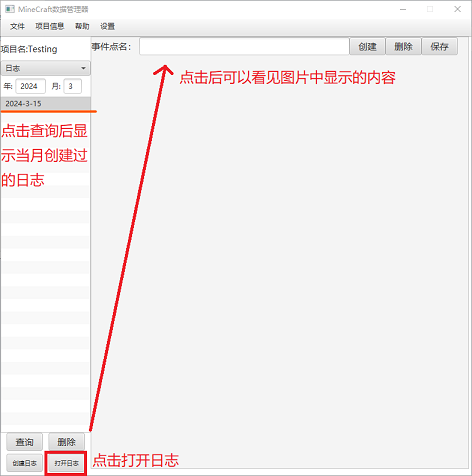 MineCraft数据管理器
文件 项目信息 帮助 设置
项目名:Testing
事件点名:
创建 删除 保存
日志
年: 2024 月: 3
2024-3-15
点击后可以看见图片中显示的内容
点击查询后显
示当月创建过
的日志
查询 删除
创建日志 打开日志
点击打开日志